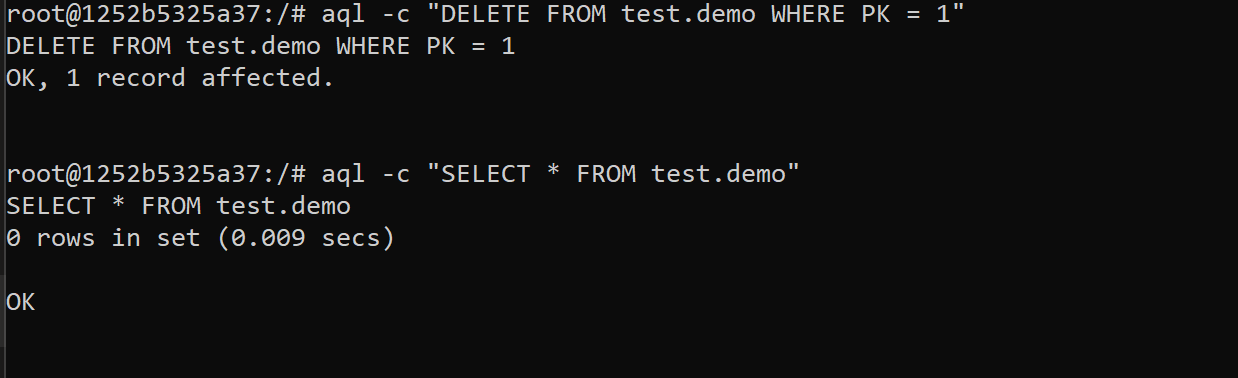 root@1252b5325a37:/# aql -c "DELETE FROM test.demo WHERE PK = 1"
DELETE FROM test.demo WHERE PK = 1
OK, 1 record affected.
root@1252b5325a37:/# aql -c "SELECT * FROM test.demo"
SELECT * FROM test.demo
0 rows in set (0.009 secs)
OK